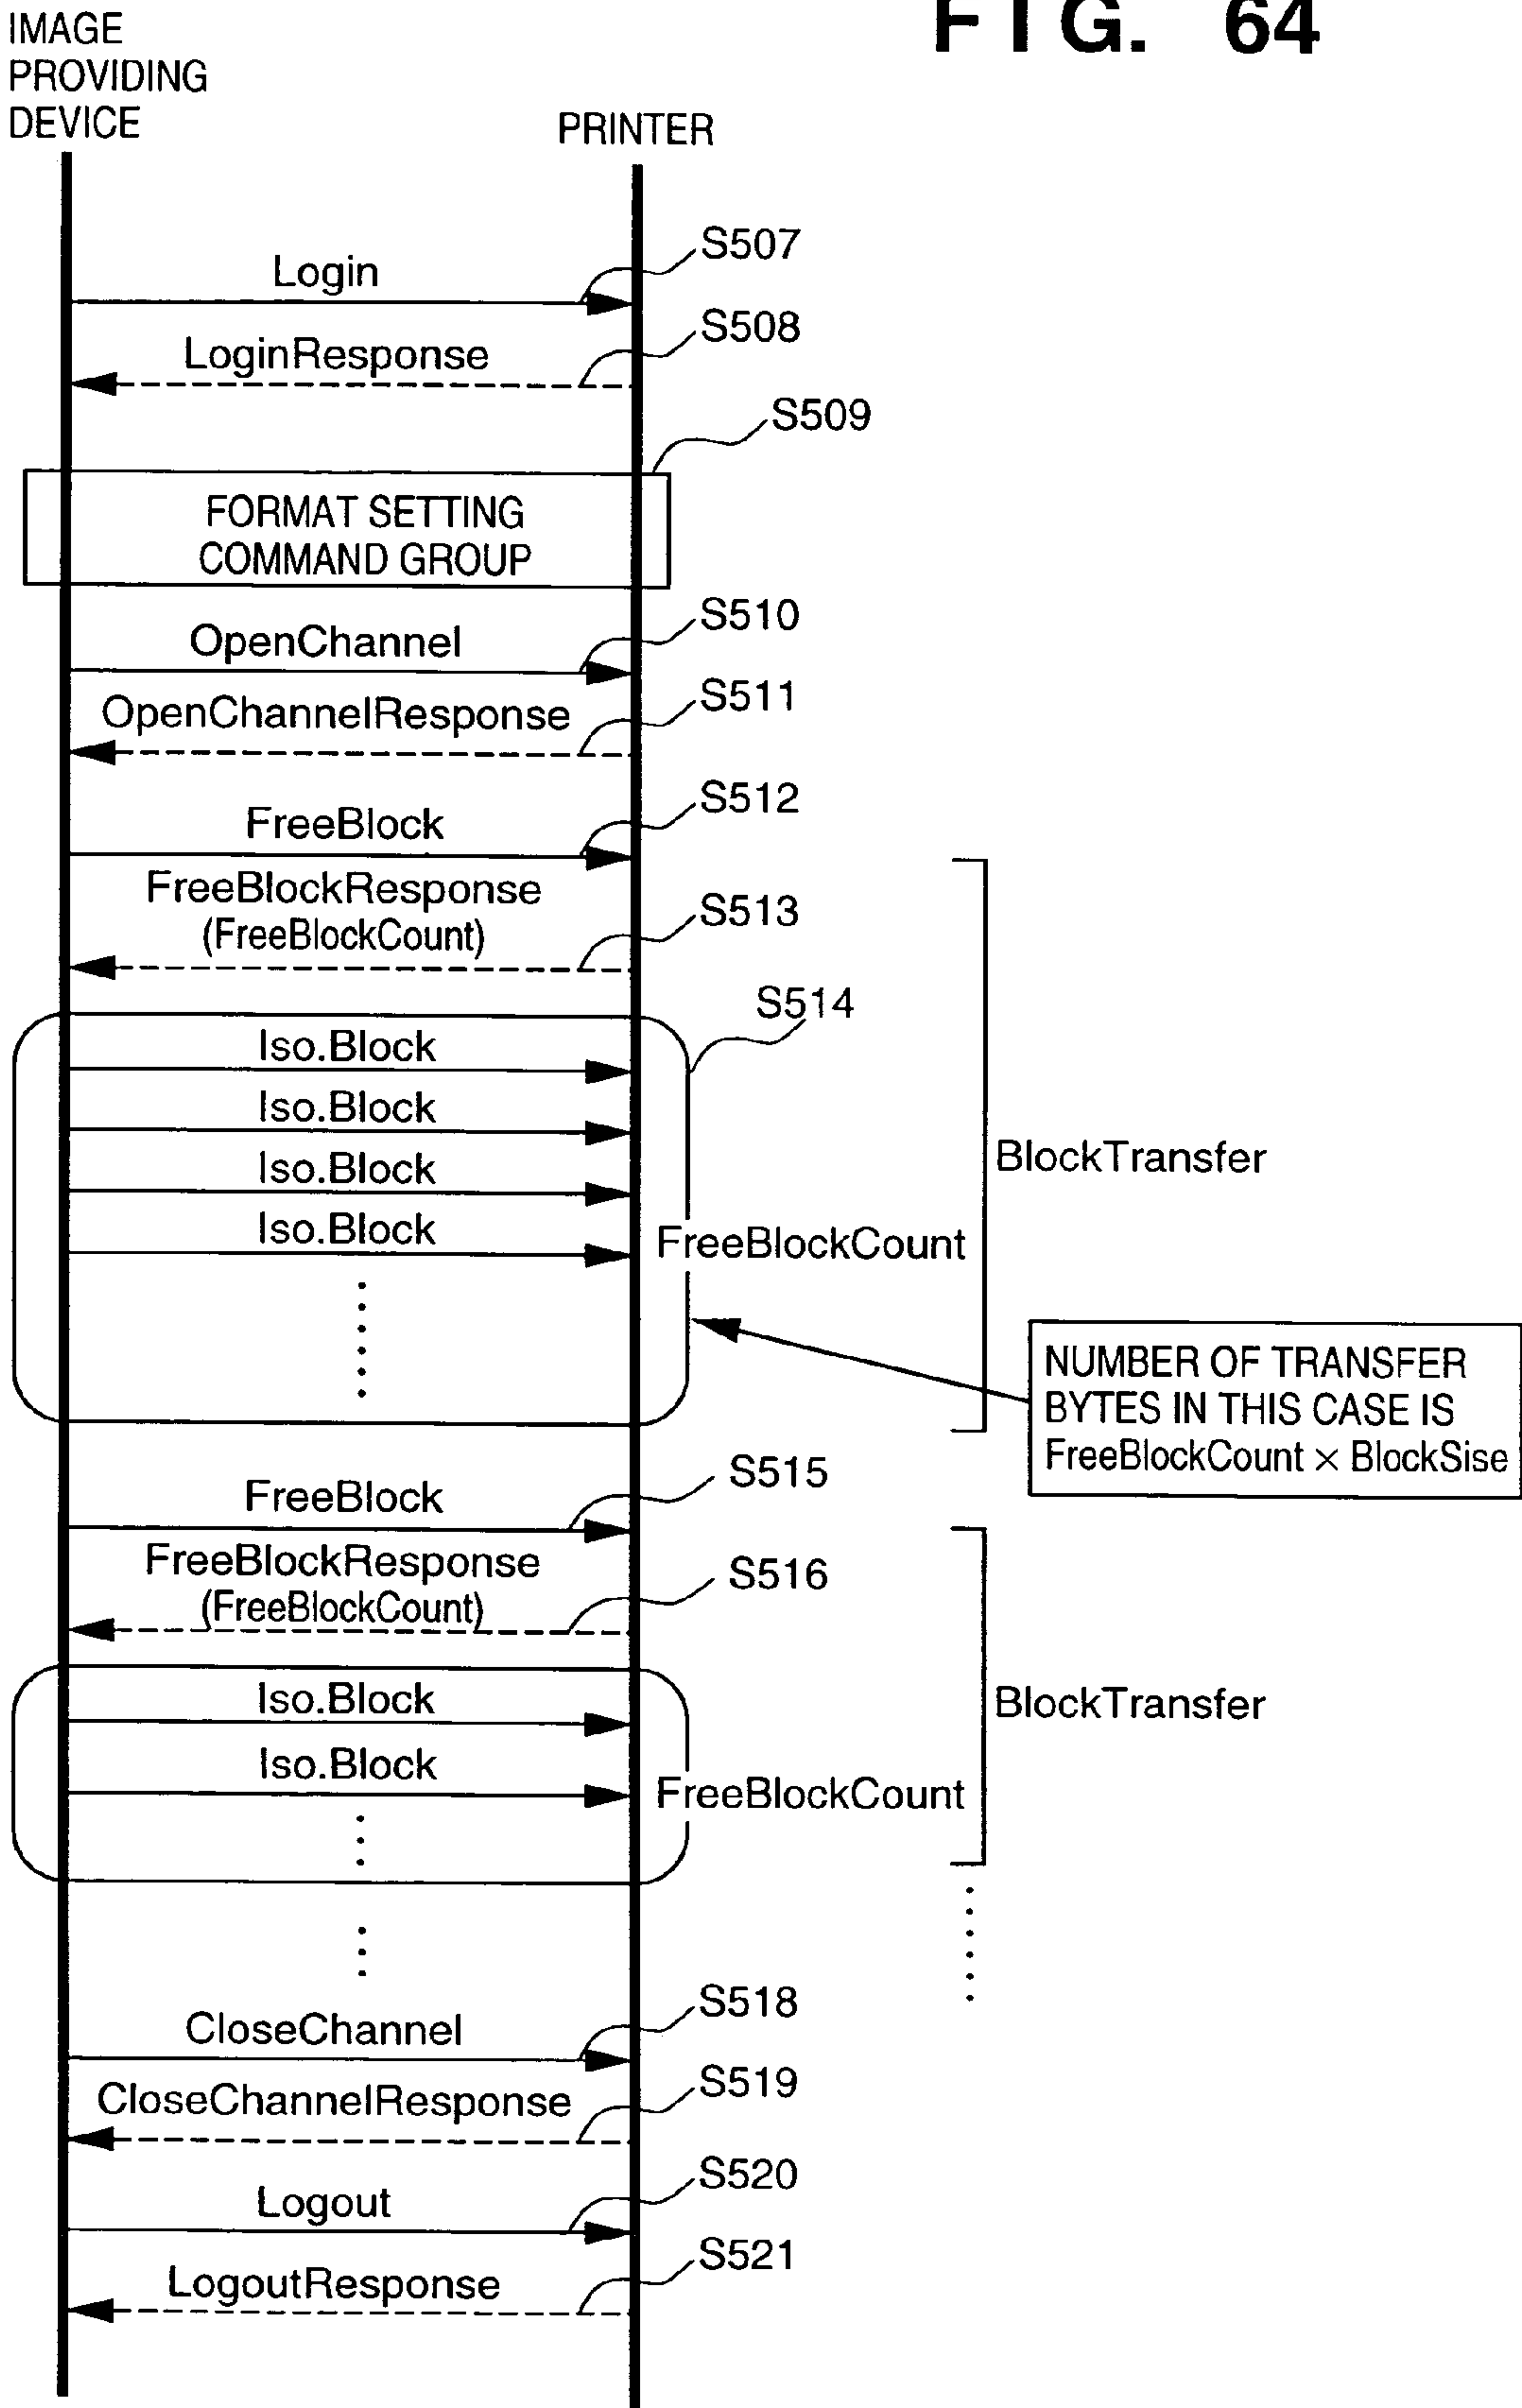 FIG. 64
IMAGE
PROVIDING
DEVICE
PRINTER
S507
Login
S508
LoginResponse
S509
FORMAT SETTING
COMMAND GROUP
S510
OpenChannel
S511
OpenChannelResponse
S512
FreeBlock
FreeBlockResponse
(FreeBlockCount)
S513
S514
Iso.Block
Iso.Block
Iso.Block
Iso.Block
FreeBlockCount
BlockTransfer
NUMBER OF TRANSFER
BYTES IN THIS CASE IS
FreeBlockCount × BlockSise
S515
FreeBlock
FreeBlockResponse
(FreeBlockCount)
S516
Iso.Block
Iso.Block
FreeBlockCount
BlockTransfer
S518
CloseChannel
S519
CloseChannelResponse
S520
Logout
S521
LogoutResponse